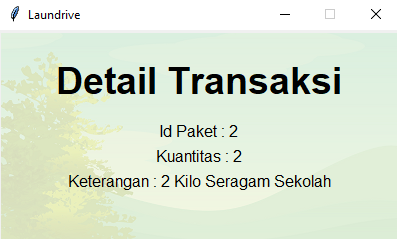 Laundrive
Detail Transaksi
Id Paket : 2
Kuantitas : 2
Keterangan : 2 Kilo Seragam Sekolah